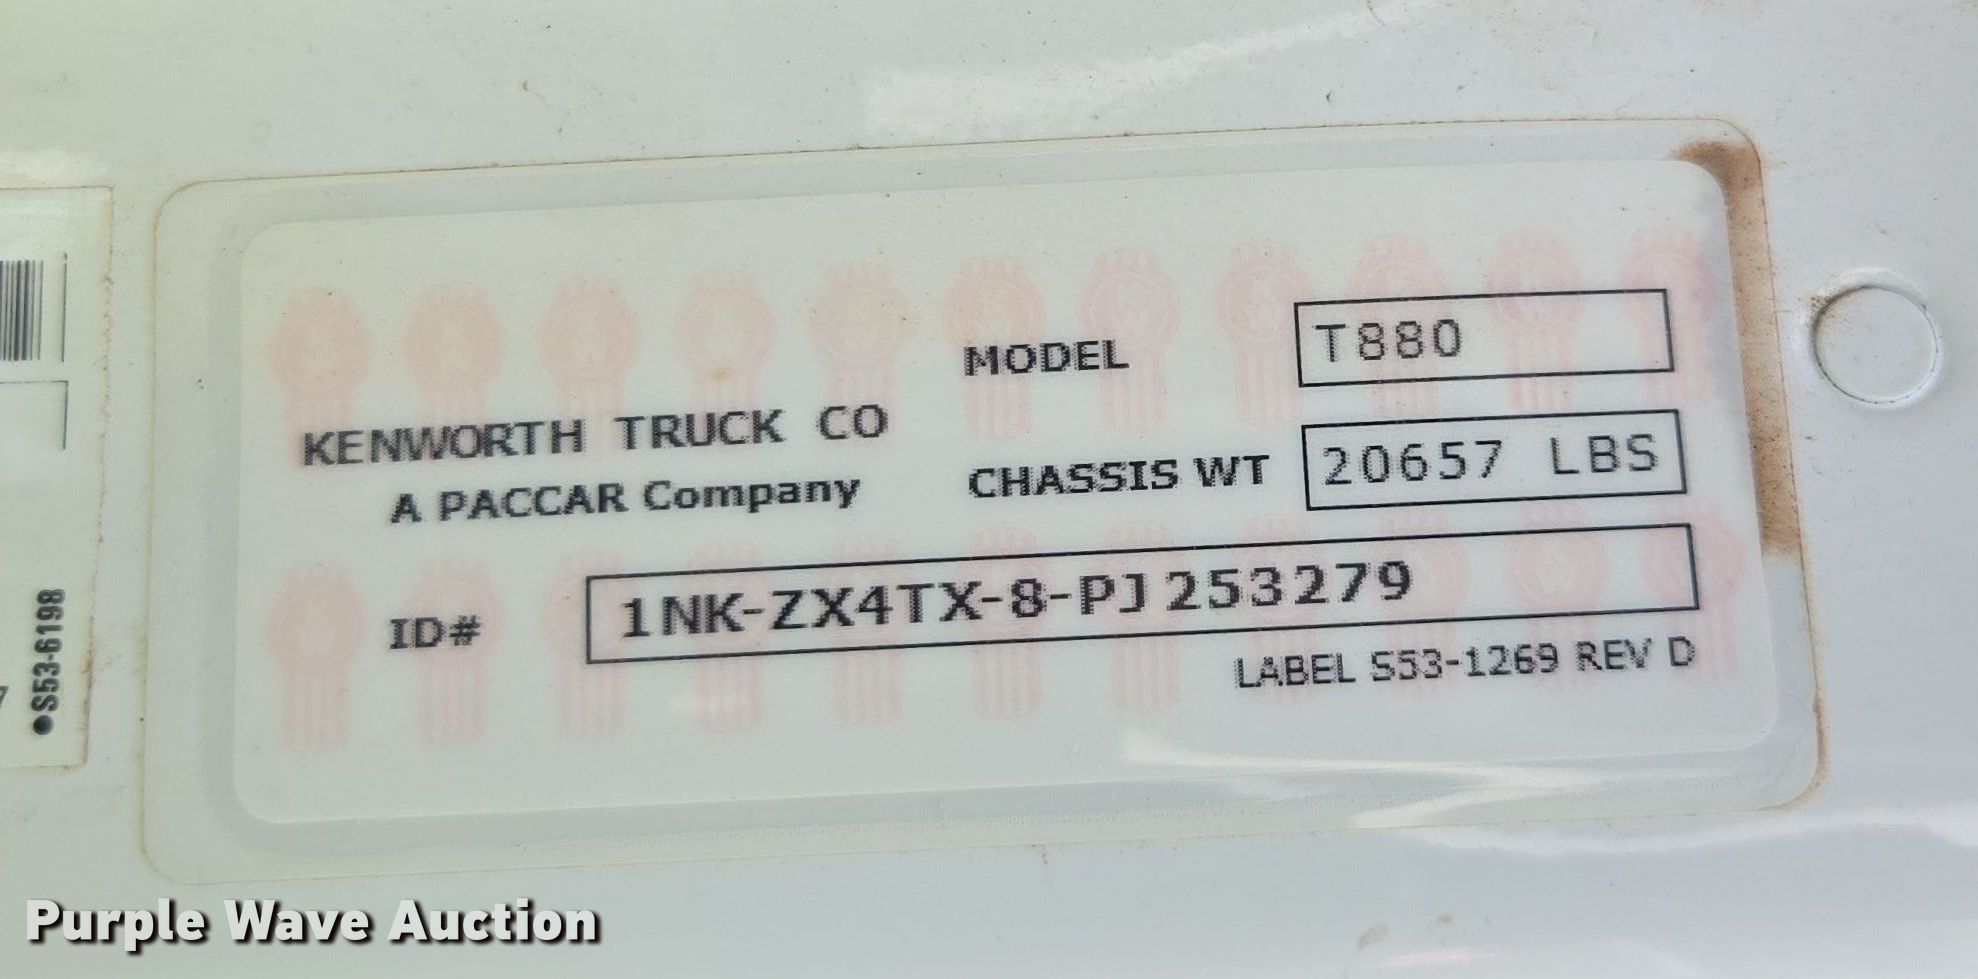 MODEL T880
KENWORTH TRUCK CO
A PACCAR Company
CHASSIS WT 20657 LBS
ID# 1NK-ZX4TX-8-PJ253279
LABEL S53-1269 REV D
•S53-6198
Purple Wave Auction